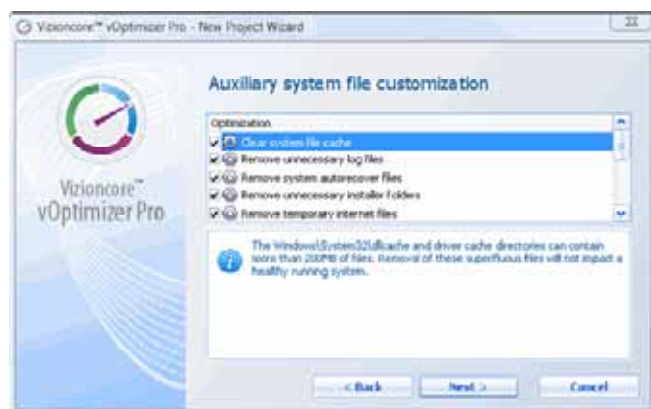 Vizioncore™ vOptimizer Pro - New Project Wizard
Auxiliary system file customization
Optimization
Clear system file cache
Remove unnecessary log files
Remove system autorecover files
Remove unnecessary installer folders
Remove temporary internet files
Vizioncore™
vOptimizer Pro
The Windows\System32\dllcache and driver cache directories can contain
more than 200MB of files. Removal of these superfluous files will not impact a
healthy running system.
< Back
Next >
Cancel